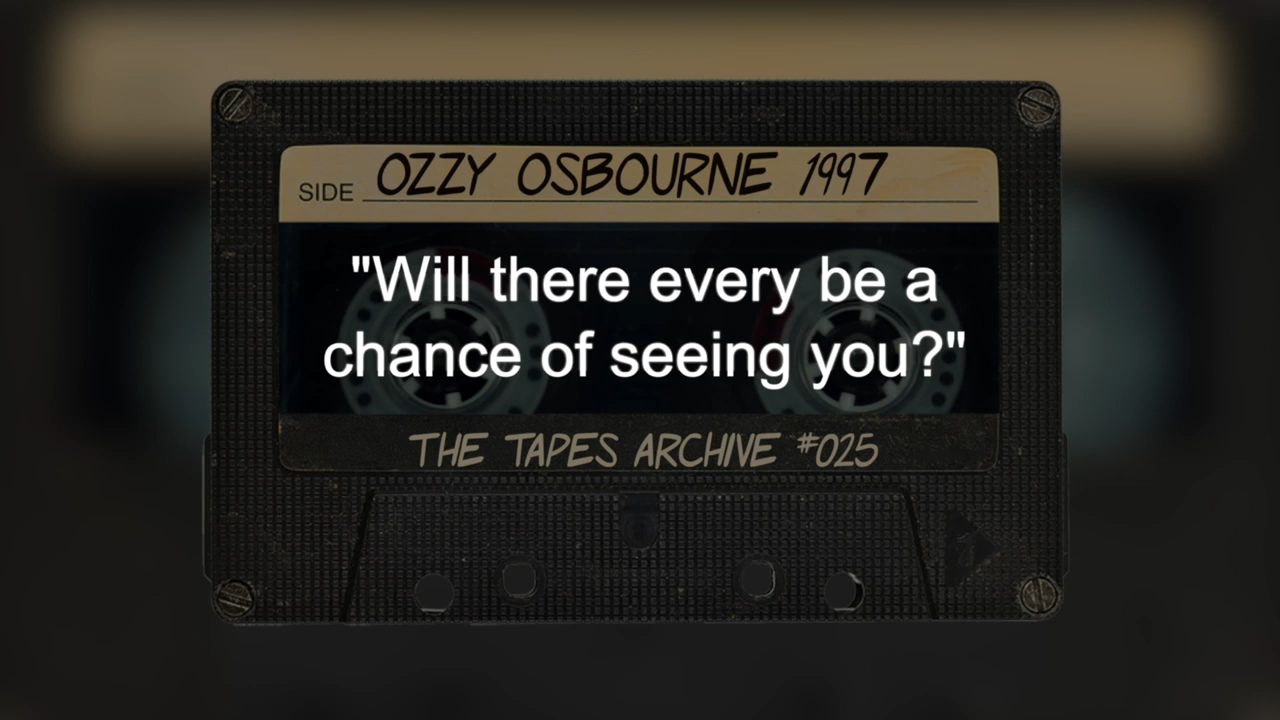 SIDE OZZY OSBOURNE 1997
"Will there every be a
chance of seeing you?"
THE TAPES ARCHIVE #025